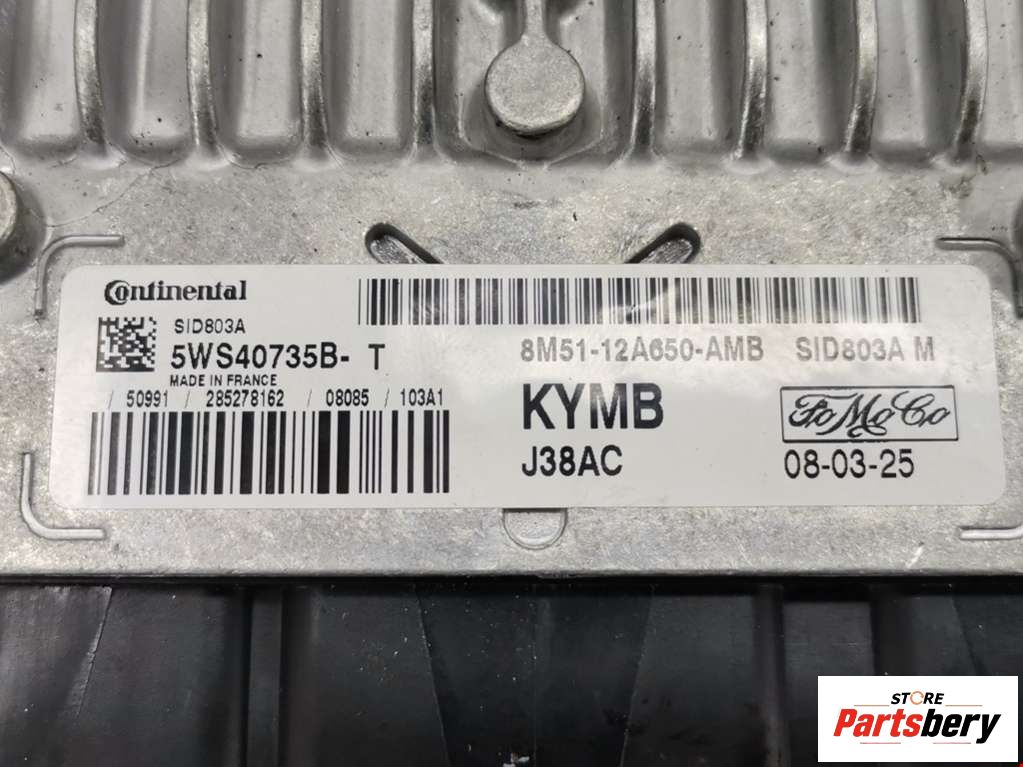 Continental
SID803A
5WS40735B- T
MADE IN FRANCE
/ 50991 / 285278162 / 08085 / 103A1
8M51-12A650-AMB SID803A M
KYMB
FoMoCo
J38AC
08-03-25
STORE
Partsbery